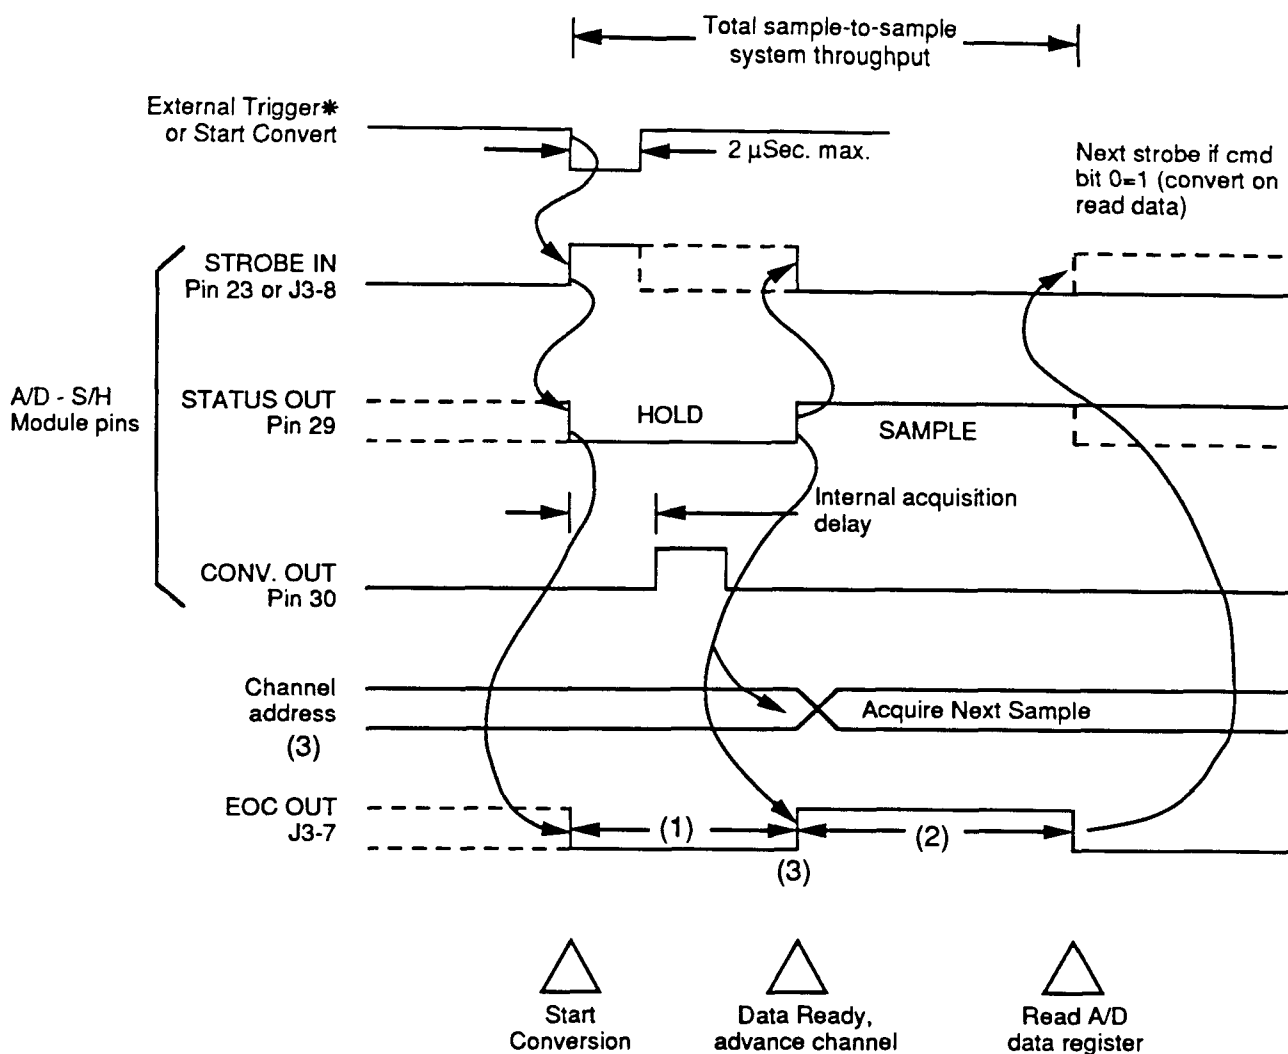 Total sample-to-sample
system throughput
External Trigger*
or Start Convert
2 µSec. max.
Next strobe if cmd
bit 0=1 (convert on
read data)
STROBE IN
Pin 23 or J3-8
A/D - S/H
Module pins
STATUS OUT
Pin 29
HOLD
SAMPLE
Internal acquisition
delay
CONV. OUT
Pin 30
Channel
address
(3)
Acquire Next Sample
EOC OUT
J3-7
(1)
(2)
(3)
Start
Conversion
Data Ready,
advance channel
Read A/D
data register